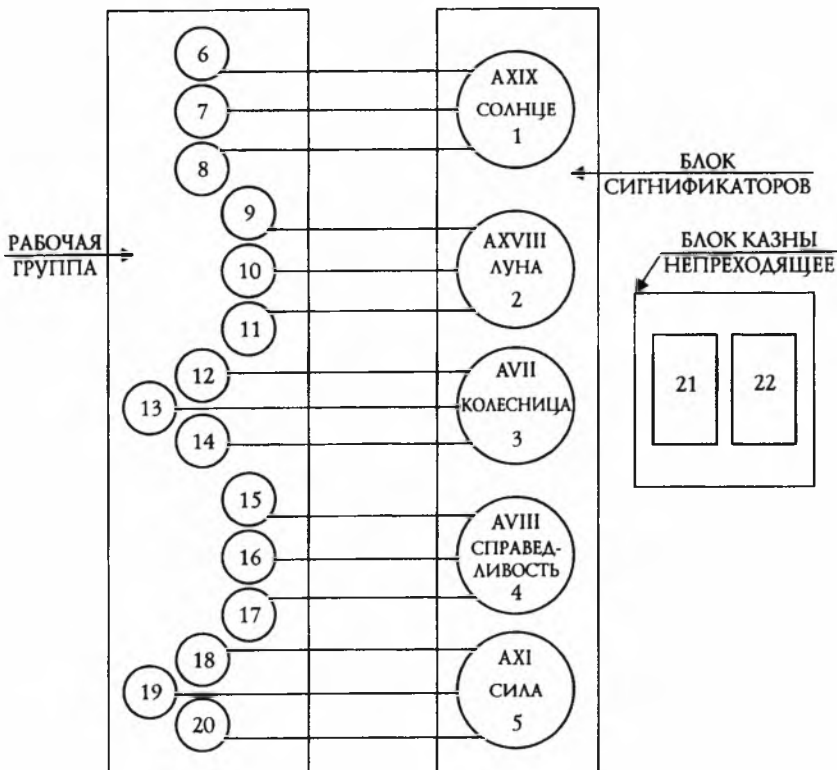 6
7
8
9
10
11
12
13
14
15
16
17
18
19
20
РАБОЧАЯ
ГРУППА
АXIX
СОЛНЦЕ
1
АXVIII
ЛУНА
2
АVII
КОЛЕСНИЦА
3
АVIII
СПРАВЕД-
ЛИВОСТЬ
4
АXI
СИЛА
5
БЛОК
СИГНИФИКАТОРОВ
БЛОК КАЗНЫ
НЕПРЕХОДЯЩЕЕ
21
22